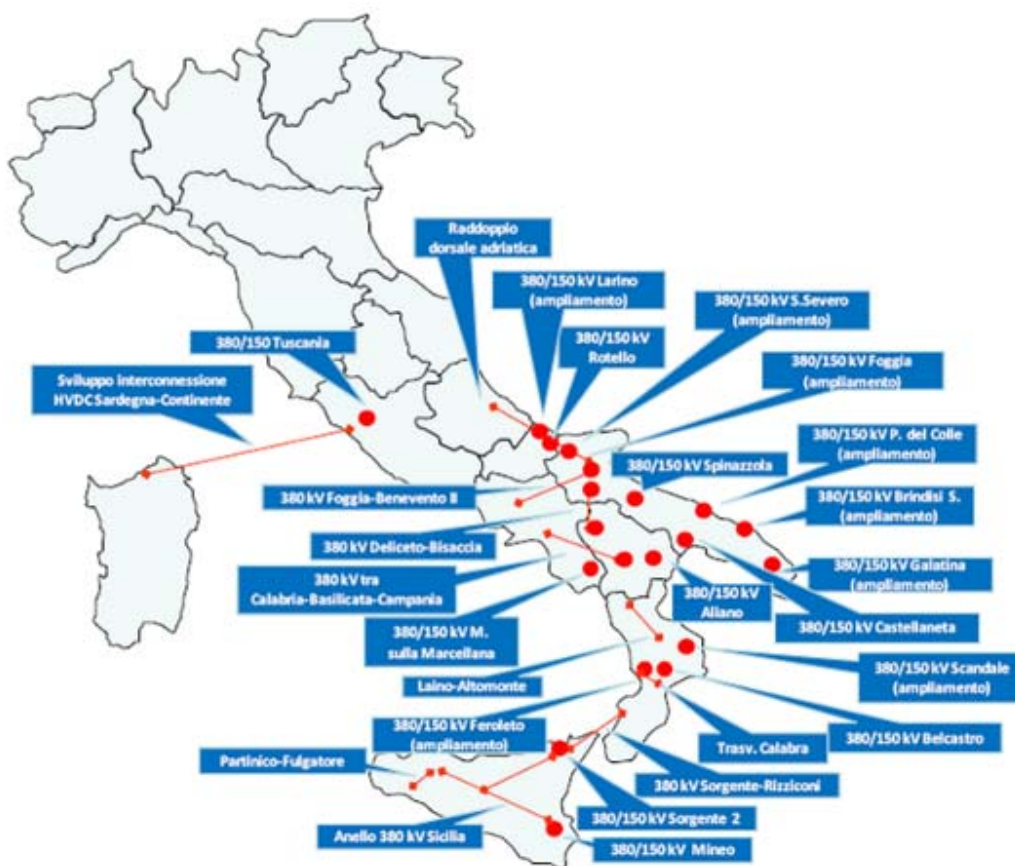 Raddoppio
dorsale adriatica
380/150 kV Larino
(ampliamento)
380/150 kV S.Severo
(ampliamento)
380/150 Tuscania
380/150 kV
Rotello
380/150 kV Foggia
(ampliamento)
Sviluppo interconnessione
HVDC Sardegna-Continente
380/150 kV P. del Colle
(ampliamento)
380/150 kV Spinazzola
380 kV Foggia-Benevento II
380/150 kV Brindisi S.
(ampliamento)
380 kV Deliceto-Bisaccia
380/150 kV Galatina
(ampliamento)
380 kV tra
Calabria-Basilicata-Campania
380/150 kV
Aliano
380/150 kV Castellaneta
380/150 kV M.
sulla Marcellana
380/150 kV Scandale
(ampliamento)
Laino-Altomonte
380/150 kV Feroleto
(ampliamento)
Trasv. Calabra
380/150 kV Belcastro
Partinico-Fulgatore
380 kV Sorgente-Rizziconi
380/150 kV Sorgente 2
Anello 380 kV Sicilia
380/150 kV Mineo